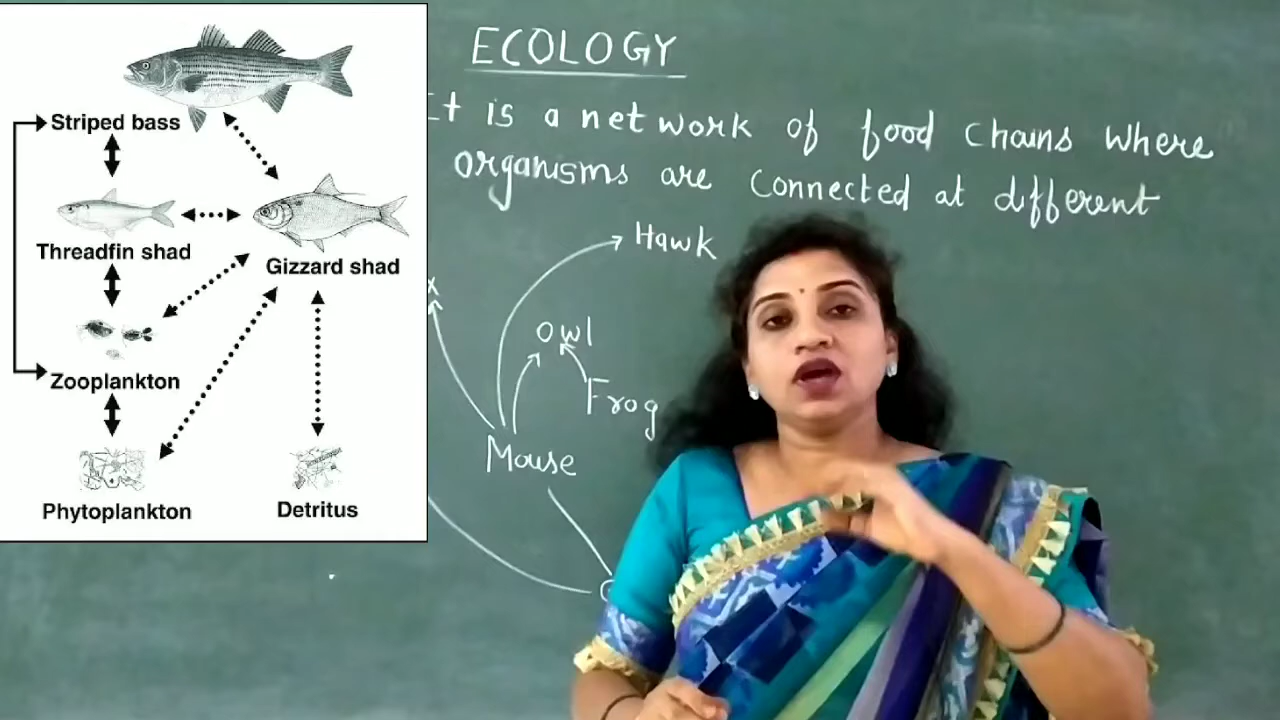 ECOLOGY
It is a network of food chains where
organisms are connected at different
Hawk
Owl
Frog
Mouse
Striped bass
Threadfin shad
Gizzard shad
Zooplankton
Phytoplankton
Detritus